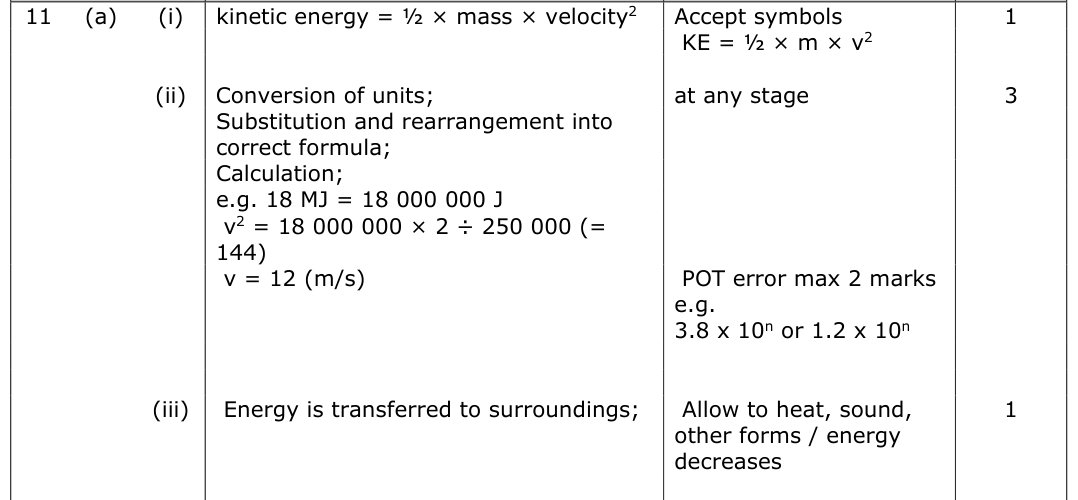 11 (a) (i) kinetic energy = ½ × mass × velocity² Accept symbols 1
KE = ½ × m × v²
(ii) Conversion of units; at any stage 3
Substitution and rearrangement into
correct formula;
Calculation;
e.g. 18 MJ = 18 000 000 J
v² = 18 000 000 × 2 ÷ 250 000 (=
144)
v = 12 (m/s) POT error max 2 marks
e.g.
3.8 x 10ⁿ or 1.2 x 10ⁿ
(iii) Energy is transferred to surroundings; Allow to heat, sound, 1
other forms / energy
decreases